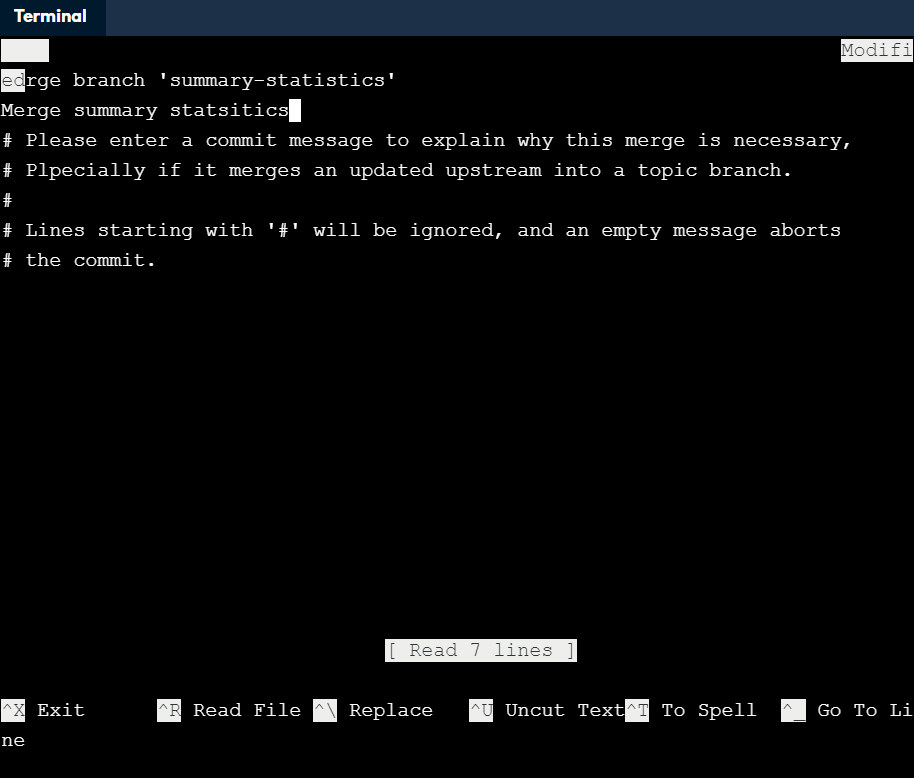 Terminal
Modifi
edrge branch 'summary-statistics'
Merge summary statsitics
# Please enter a commit message to explain why this merge is necessary,
# Plpecially if it merges an updated upstream into a topic branch.
#
# Lines starting with '#' will be ignored, and an empty message aborts
# the commit.
[ Read 7 lines ]
^X Exit ^R Read File ^\ Replace ^U Uncut Text^T To Spell ^_ Go To Li
ne